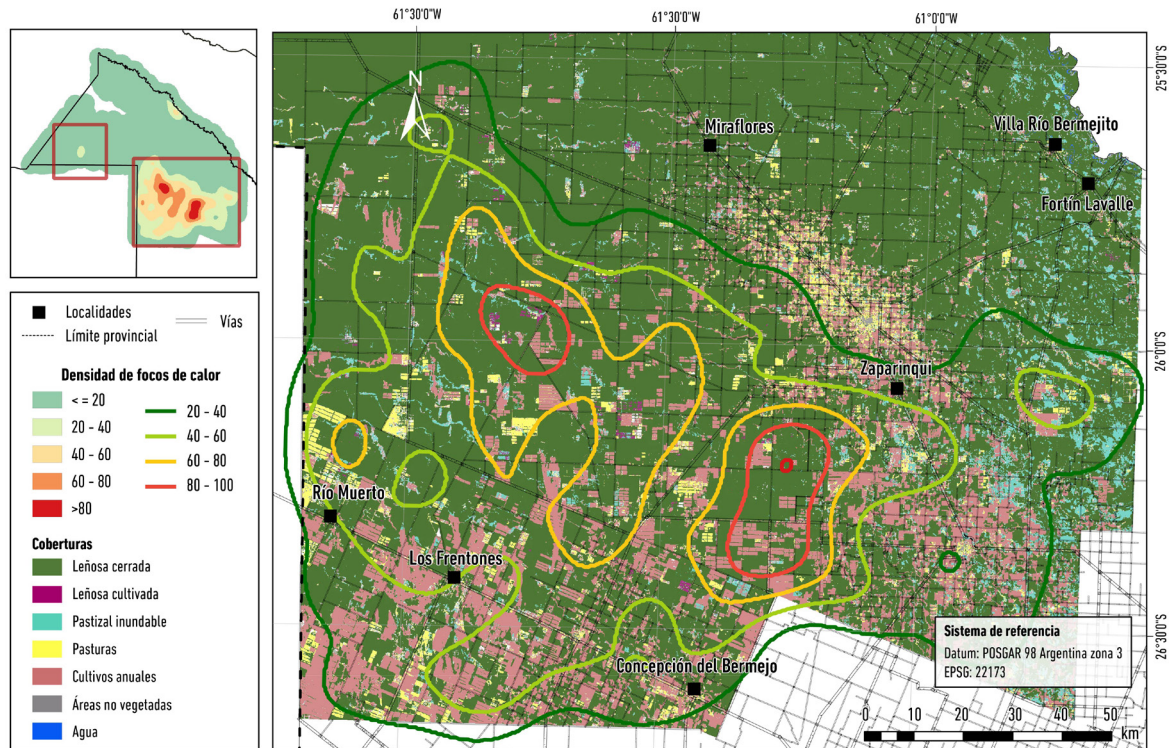 61°30'0"W
61°30'0"W
61°0'0"W
25°30'0"S
26°0'0"S
26°30'0"S
N
Miraflores
Villa Río Bermejito
Fortín Lavalle
Zaparinqui
Río Muerto
Los Frentones
Concepción del Bermejo
Localidades
Vías
Límite provincial
Densidad de focos de calor
<= 20
20 - 40
40 - 60
60 - 80
>80
20 - 40
40 - 60
60 - 80
80 - 100
Coberturas
Leñosa cerrada
Leñosa cultivada
Pastizal inundable
Pasturas
Cultivos anuales
Áreas no vegetadas
Agua
Sistema de referencia
Datum: POSGAR 98 Argentina zona 3
EPSG: 22173
0 10 20 30 40 50
km